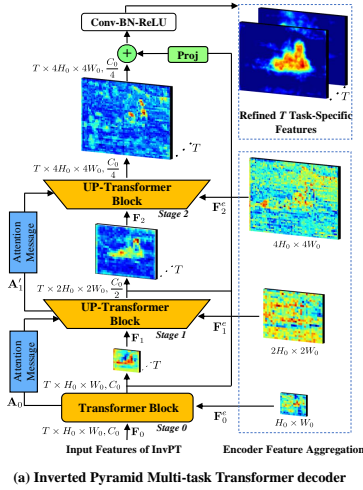 Conv-BN-ReLU
+
Proj
T × 4H₀ × 4W₀, C₀/4
Refined T Task-Specific
Features
T
T × 4H₀ × 4W₀, C₀/4
UP-Transformer
Block
Stage 2
F₂ᵉ
4H₀ × 4W₀
Attention
Message
F₂
A₁′
T
T × 2H₀ × 2W₀, C₀/2
UP-Transformer
Block
Stage 1
F₁ᵉ
2H₀ × 2W₀
Attention
Message
F₁
T
A₀
T × H₀ × W₀, C₀
Transformer Block
Stage 0
F₀ᵉ
H₀ × W₀
T × H₀ × W₀, C₀
F₀
Input Features of InvPT
Encoder Feature Aggregation
(a) Inverted Pyramid Multi-task Transformer decoder